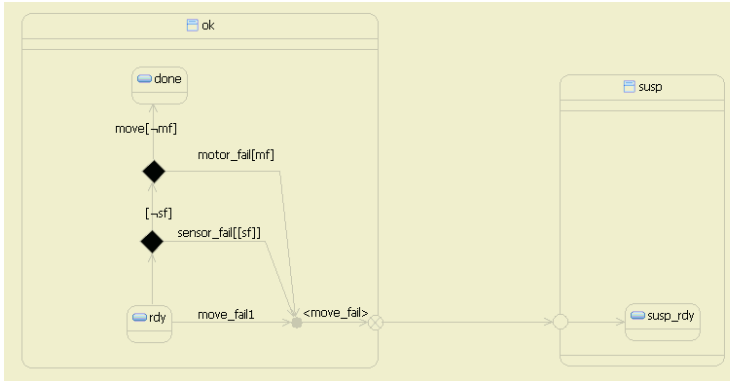 ok
susp
done
move[¬mf]
motor_fail[mf]
[¬sf]
sensor_fail[[sf]]
rdy
move_fail1
<move_fail>
susp_rdy